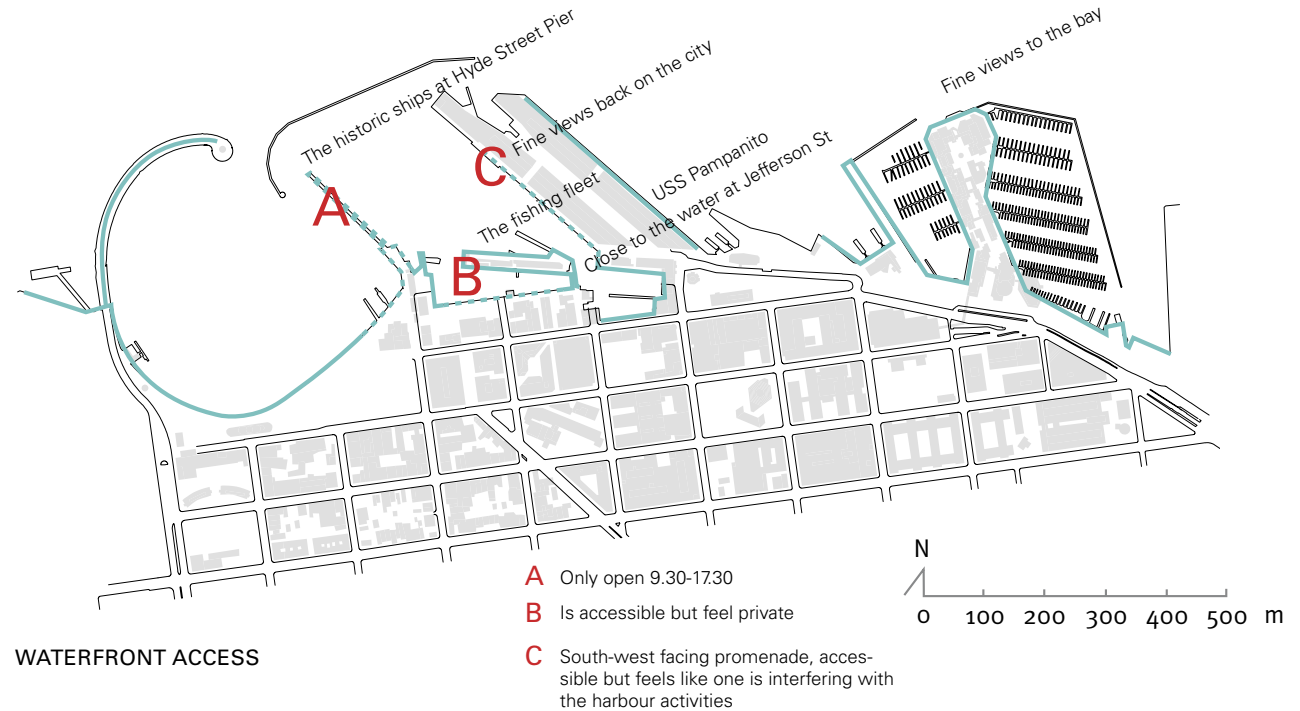 The historic ships at Hyde Street Pier
Fine views back on the city
Fine views to the bay
C
A
USS Pampanito
The fishing fleet
Close to the water at Jefferson St
B
A Only open 9.30-17.30
B Is accessible but feel private
C South-west facing promenade, acces-
sible but feels like one is interfering with
the harbour activities
N
0 100 200 300 400 500 m
WATERFRONT ACCESS